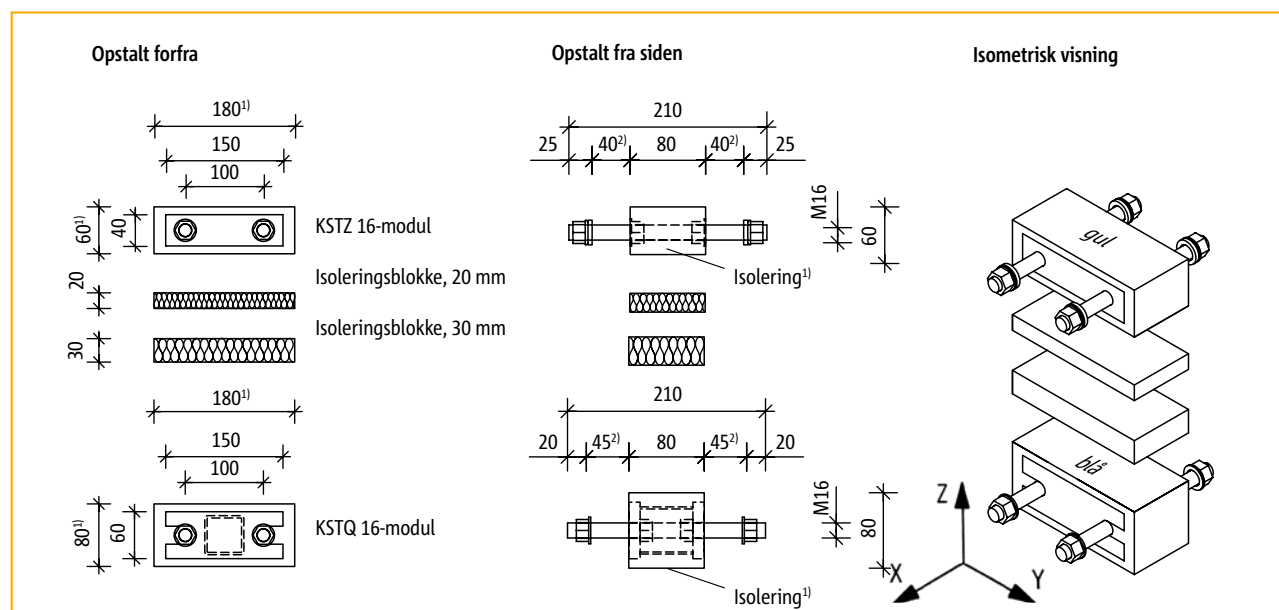 Opstalt forfra
Opstalt fra siden
Isometrisk visning
180¹⁾
150
100
60¹⁾
40
KSTZ 16-modul
20
Isoleringsblokke, 20 mm
30
Isoleringsblokke, 30 mm
180¹⁾
150
100
80¹⁾
60
KSTQ 16-modul
210
25
40²⁾
80
40²⁾
25
M16
60
Isolering¹⁾
210
20
45²⁾
80
45²⁾
20
M16
80
Isolering¹⁾
gul
blå
Z
X
Y